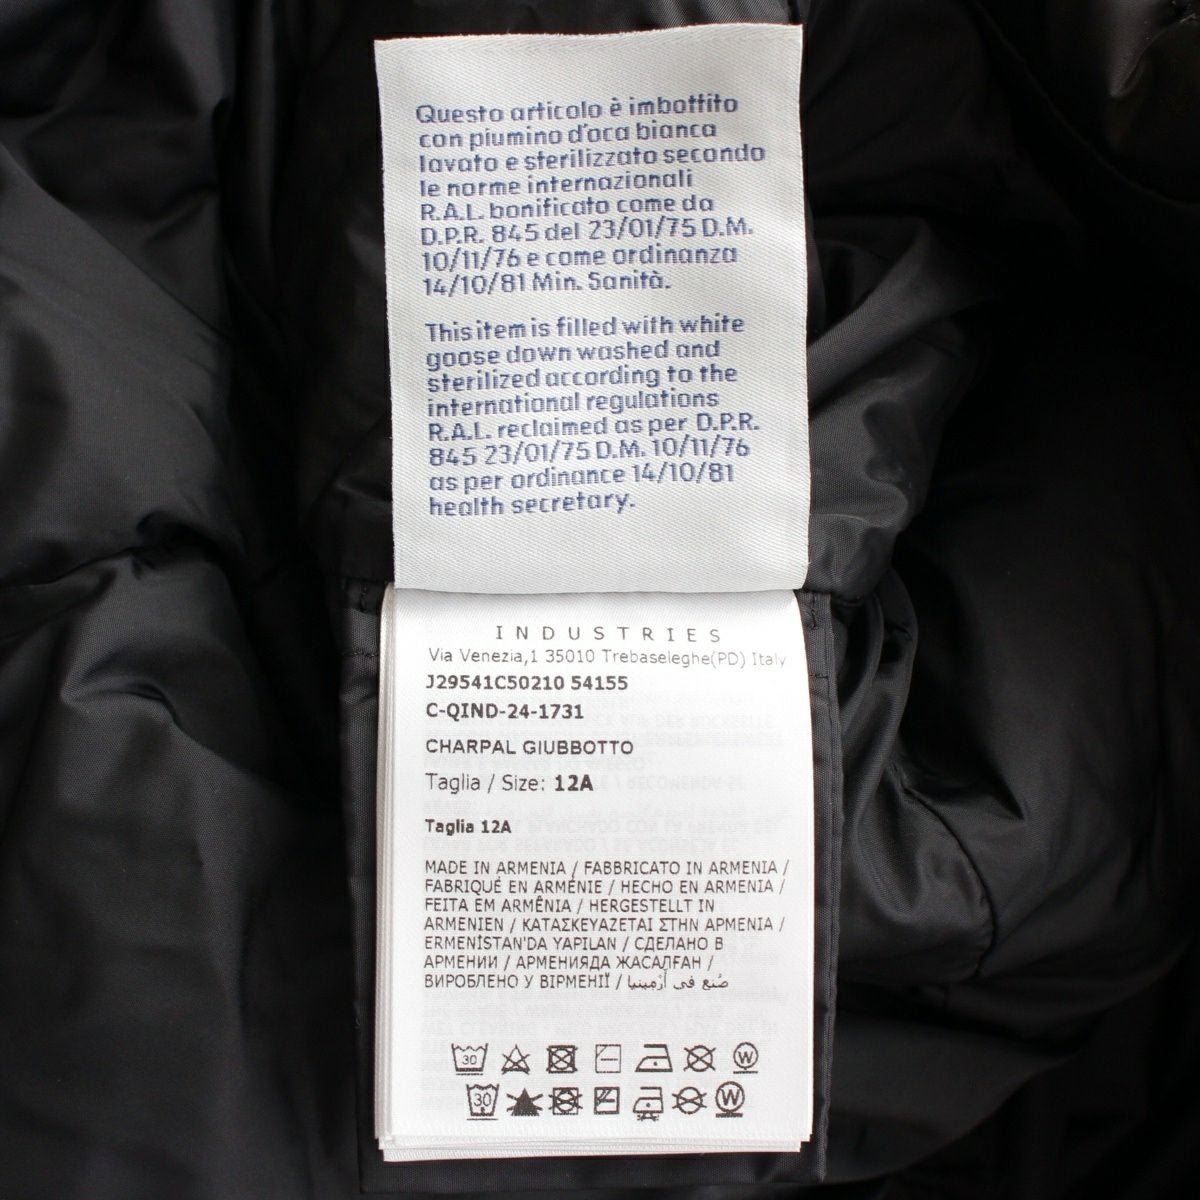 Questo articolo è imbottito
con piumino d'oca bianca
lavato e sterilizzato secondo
le norme internazionali
R.A.L. bonificato come da
D.P.R. 845 del 23/01/75 D.M.
10/11/76 e come ordinanza
14/10/81 Min. Sanità.
This item is filled with white
goose down washed and
sterilized according to the
international regulations
R.A.L. reclaimed as per D.P.R.
845 23/01/75 D.M. 10/11/76
as per ordinance 14/10/81
health secretary.
INDUSTRIES
Via Venezia,1 35010 Trebaseleghe(PD) Italy
J29541C50210 54155
C-QIND-24-1731
CHARPAL GIUBBOTTO
Taglia / Size: 12A
Taglia 12A
MADE IN ARMENIA / FABBRICATO IN ARMENIA /
FABRIQUÉ EN ARMÉNIE / HECHO EN ARMENIA /
FEITA EM ARMÊNIA / HERGESTELLT IN
ARMENIEN / ΚΑΤΑΣΚΕΥΑΖΕΤΑΙ ΣΤΗΝ ΑΡΜΕΝΙΑ /
ERMENİSTAN'DA YAPILAN / СДЕЛАНО В
АРМЕНИИ / АРМЕНИЯДА ЖАСАЛҒАН /
ВИРОБЛЕНО У ВІРМЕНІЇ / صُنع في أرْمِينيا
30 W
30 W